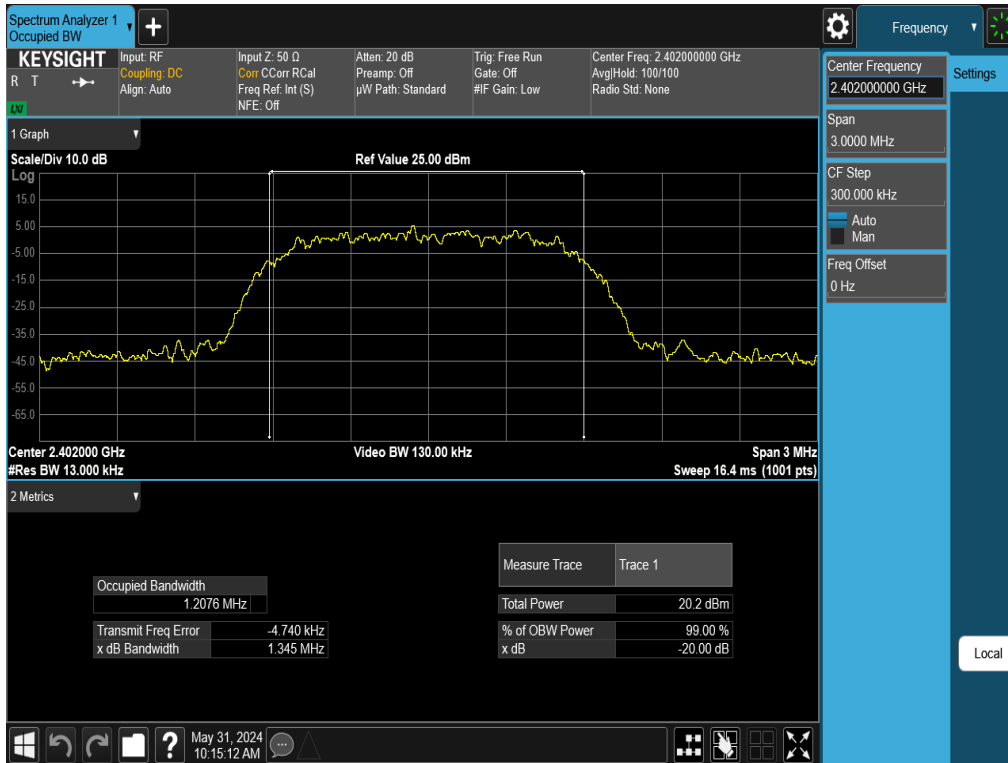 Spectrum Analyzer 1
Occupied BW
Frequency
KEYSIGHT
R T
LXI
Input: RF
Coupling: DC
Align: Auto
Input Z: 50 Ω
Corr CCorr RCal
Freq Ref: Int (S)
NFE: Off
Atten: 20 dB
Preamp: Off
µW Path: Standard
Trig: Free Run
Gate: Off
#IF Gain: Low
Center Freq: 2.402000000 GHz
Avg|Hold: 100/100
Radio Std: None
Center Frequency
2.402000000 GHz
Settings
Span
3.0000 MHz
CF Step
300.000 kHz
Auto
Man
Freq Offset
0 Hz
Local
1 Graph
Scale/Div 10.0 dB
Ref Value 25.00 dBm
Log
15.0
5.00
-5.00
-15.0
-25.0
-35.0
-45.0
-55.0
-65.0
Center 2.402000 GHz
Video BW 130.00 kHz
Span 3 MHz
#Res BW 13.000 kHz
Sweep 16.4 ms (1001 pts)
2 Metrics
Occupied Bandwidth
1.2076 MHz
Transmit Freq Error -4.740 kHz
x dB Bandwidth 1.345 MHz
Measure Trace Trace 1
Total Power 20.2 dBm
% of OBW Power 99.00 %
x dB -20.00 dB
?
May 31, 2024
10:15:12 AM